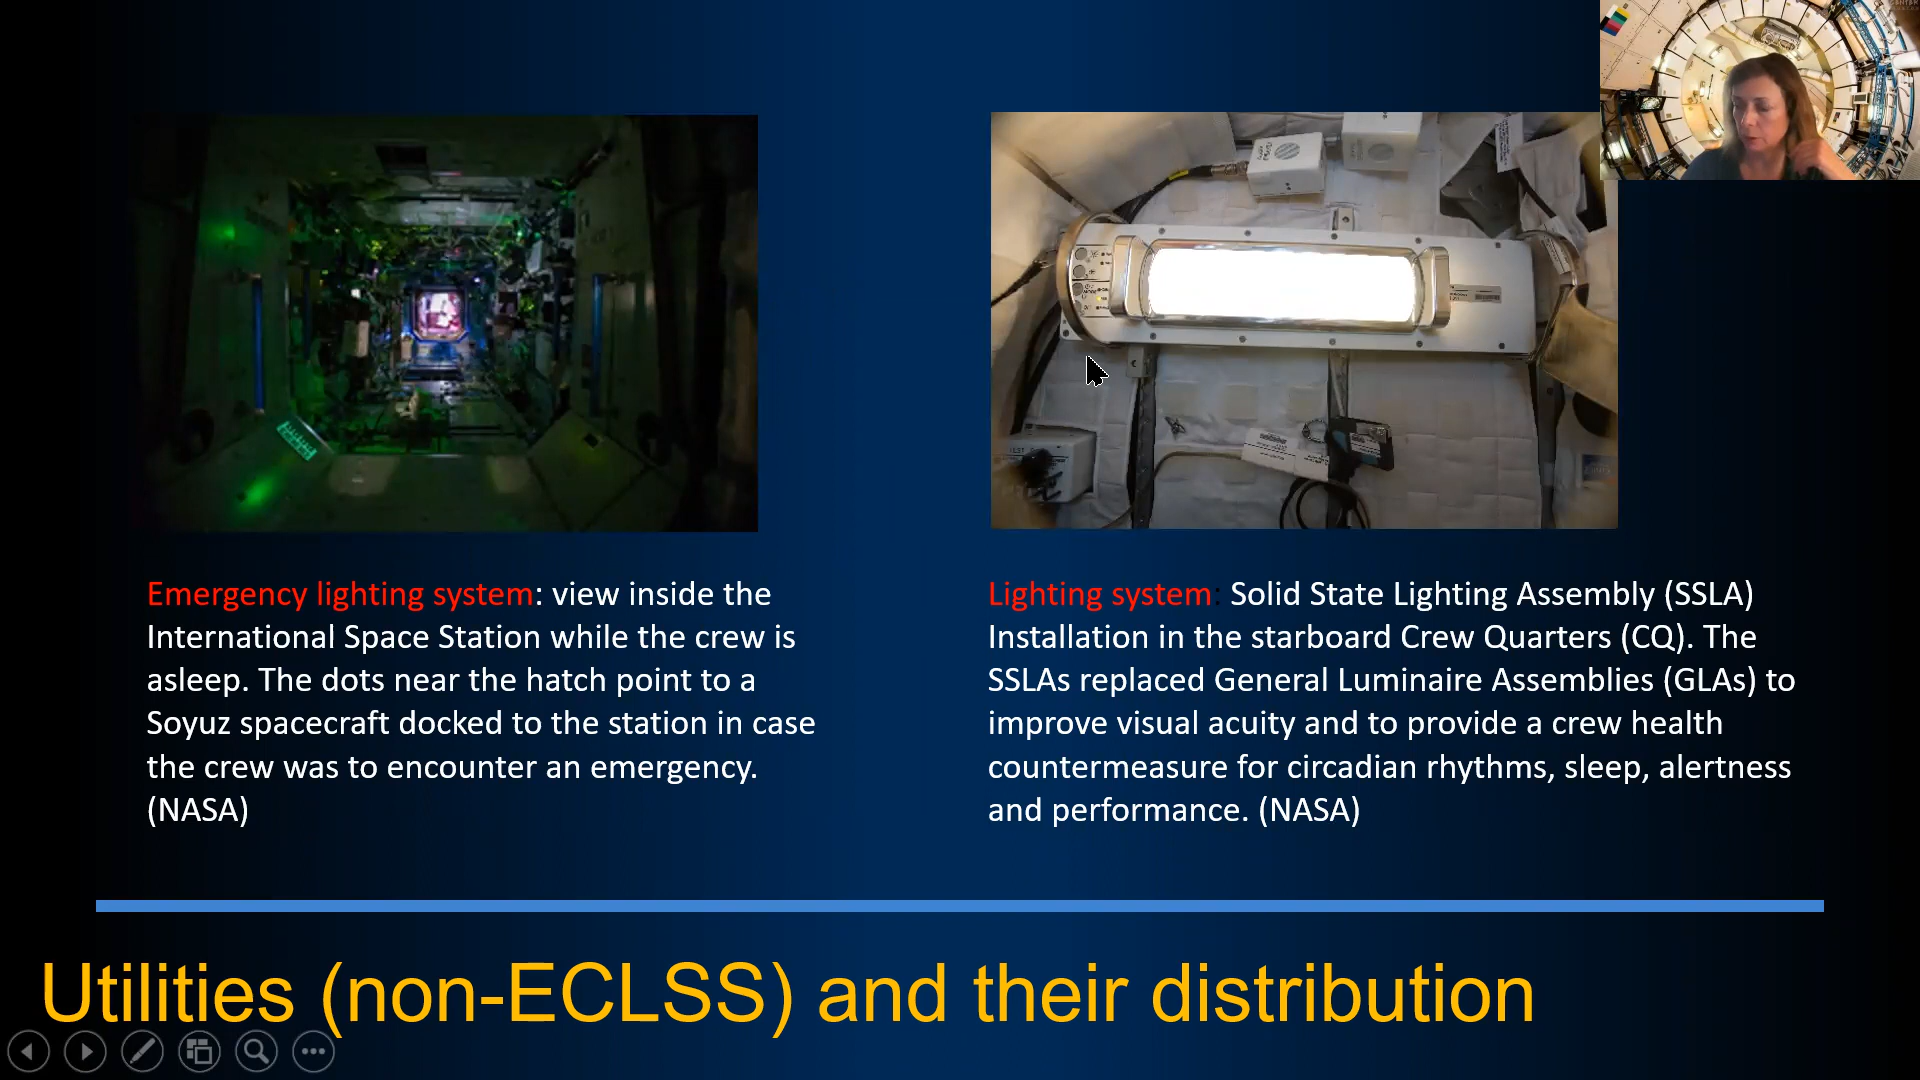 Emergency lighting system: view inside the
International Space Station while the crew is
asleep. The dots near the hatch point to a
Soyuz spacecraft docked to the station in case
the crew was to encounter an emergency.
(NASA)
Lighting system: Solid State Lighting Assembly (SSLA)
Installation in the starboard Crew Quarters (CQ). The
SSLAs replaced General Luminaire Assemblies (GLAs) to
improve visual acuity and to provide a crew health
countermeasure for circadian rhythms, sleep, alertness
and performance. (NASA)
Utilities (non-ECLSS) and their distribution